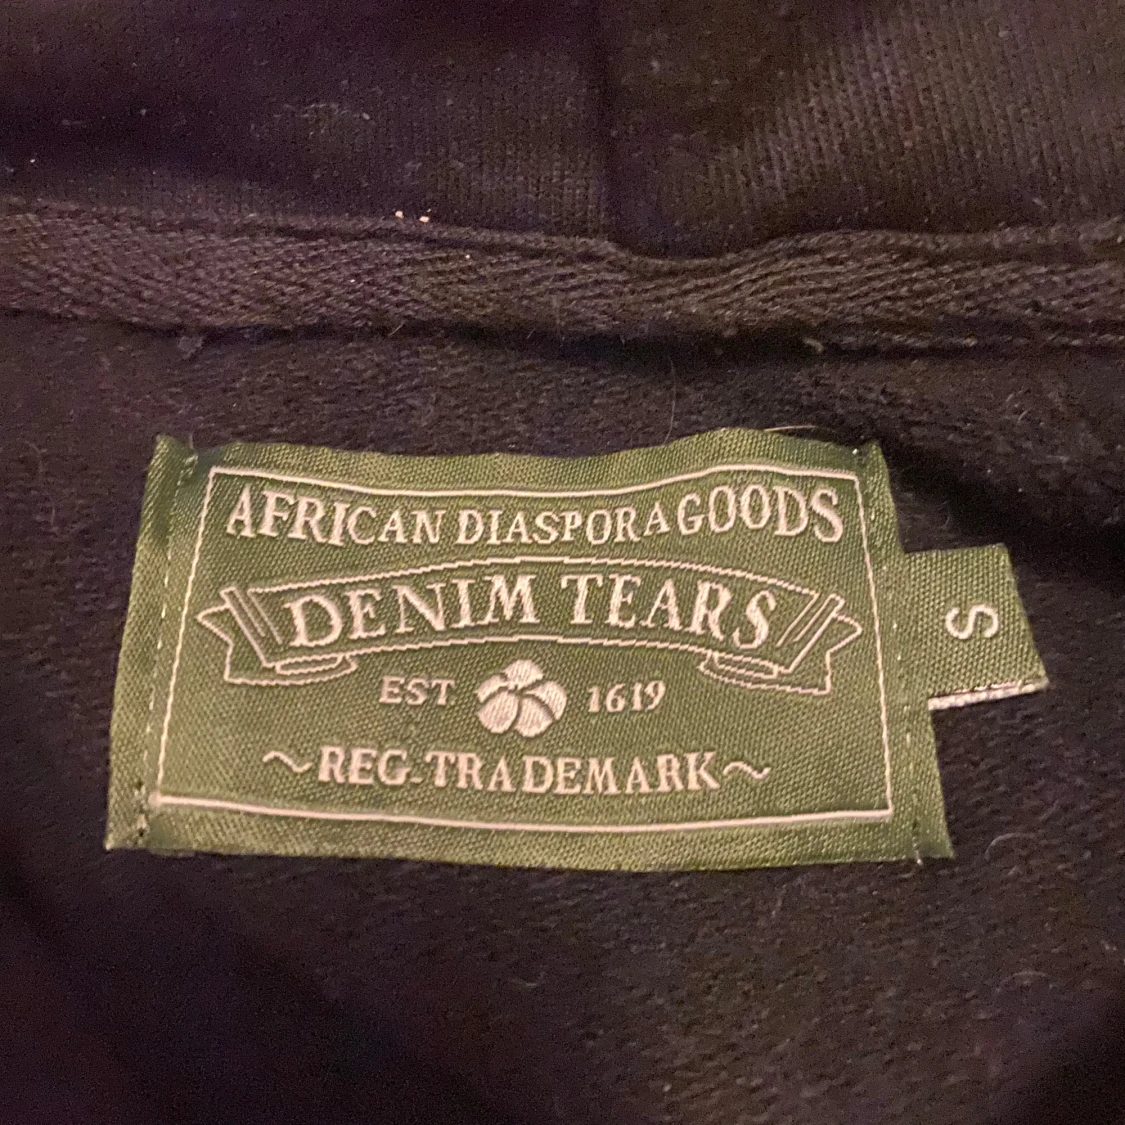 AFRICAN DIASPORA GOODS
DENIM TEARS
EST 1619
~REG.TRADEMARK~
S